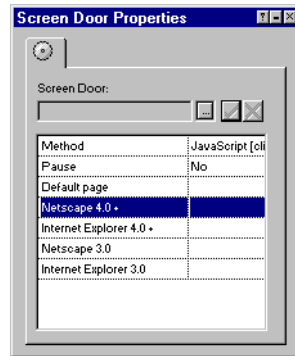 Screen Door Properties
Screen Door:
...
Method JavaScript [cli
Pause No
Default page
Netscape 4.0 +
Internet Explorer 4.0 +
Netscape 3.0
Internet Explorer 3.0